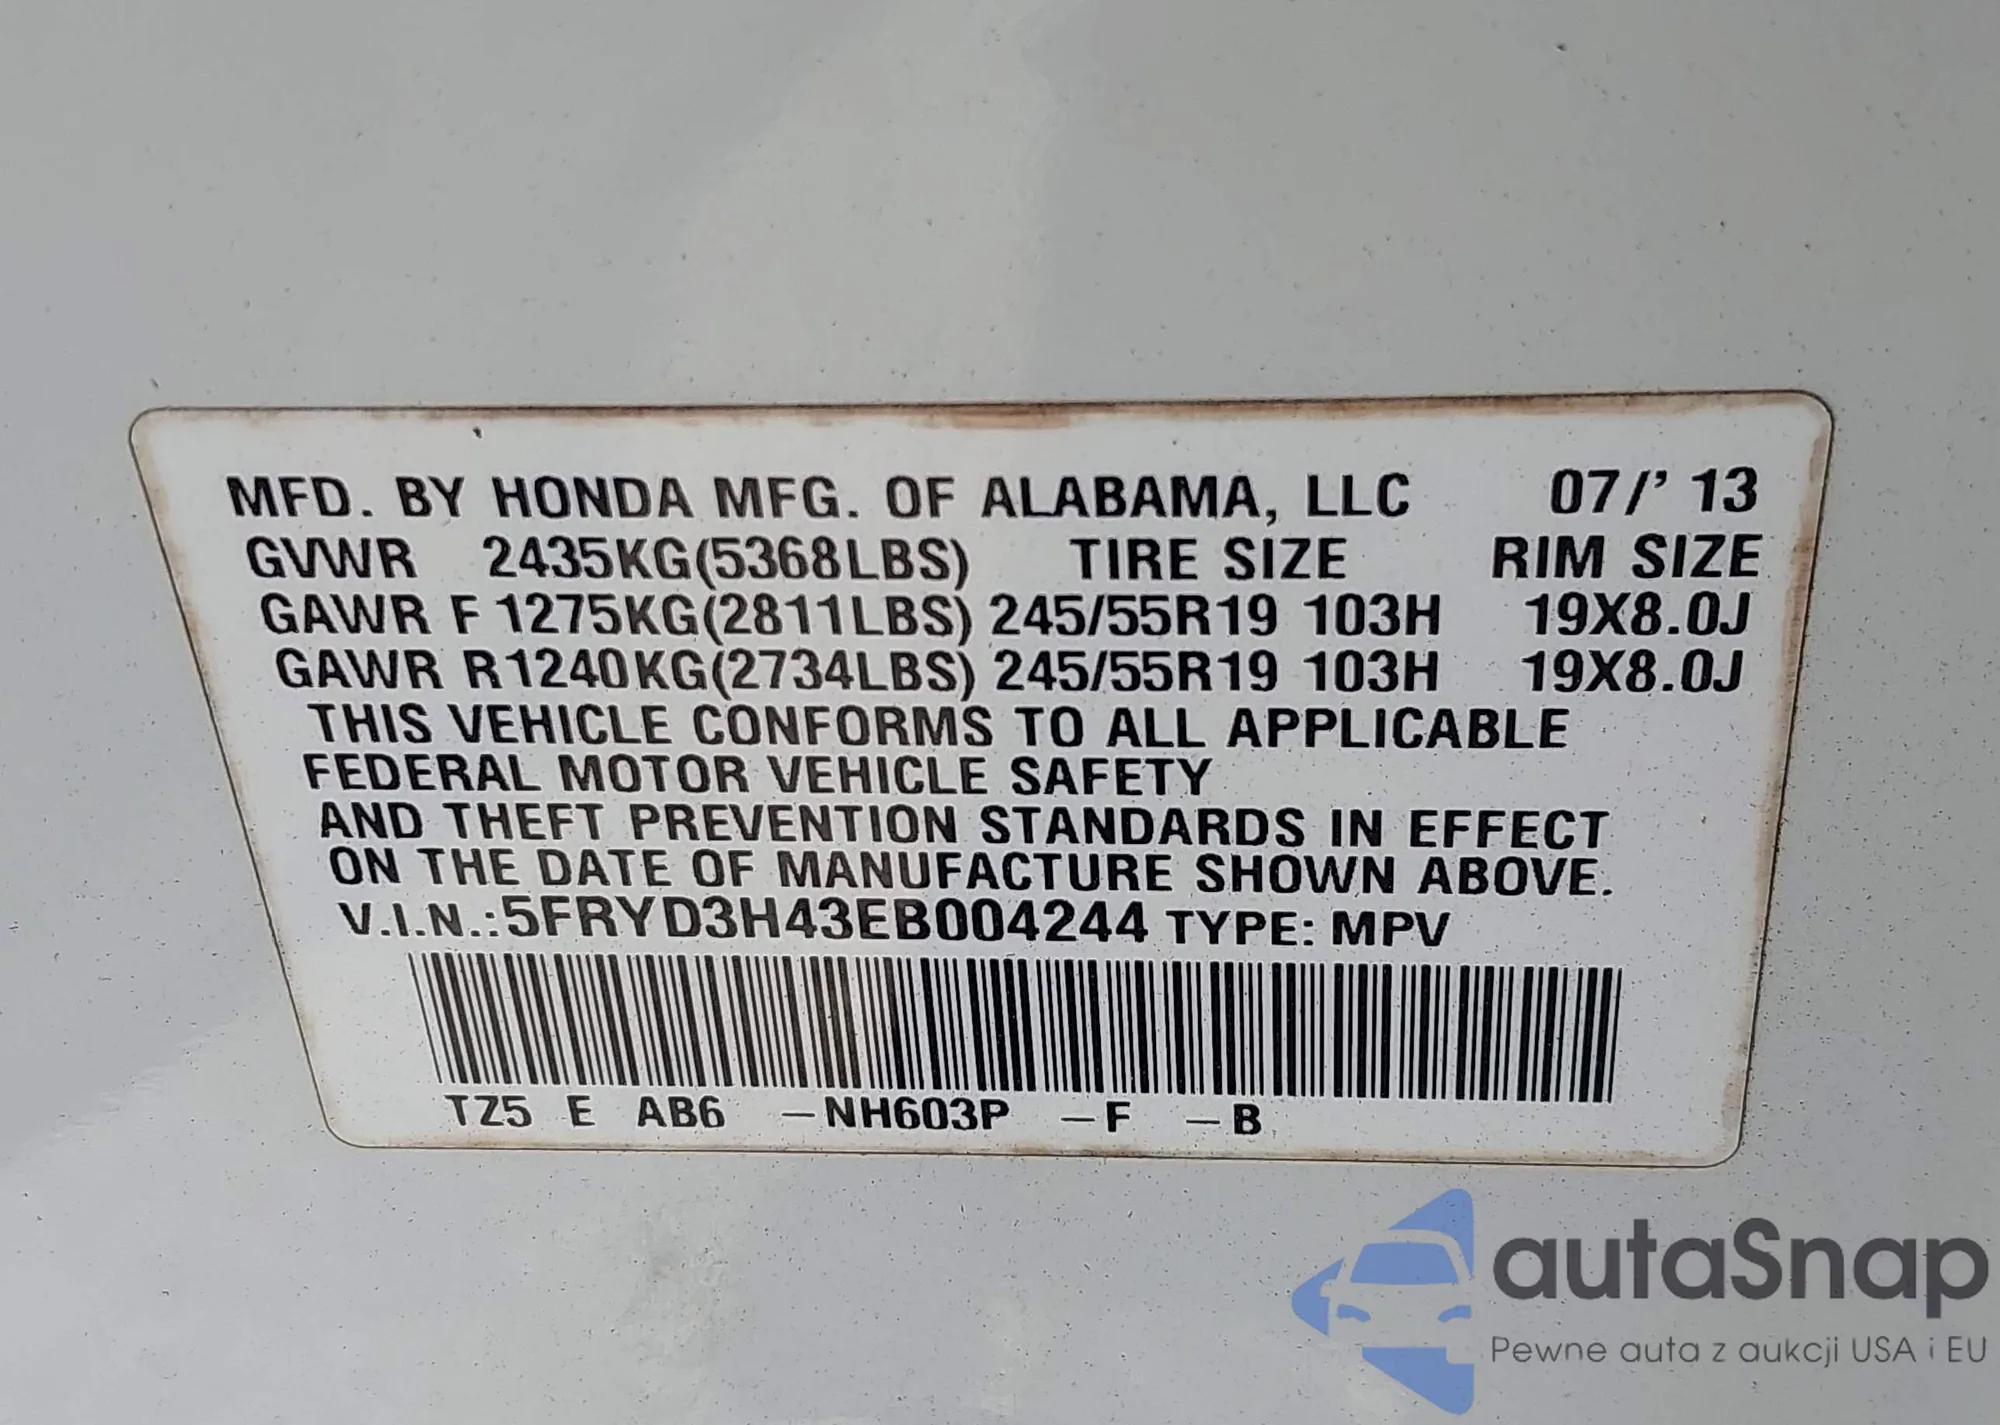 MFD. BY HONDA MFG. OF ALABAMA, LLC 07/' 13
GVWR 2435KG(5368LBS) TIRE SIZE RIM SIZE
GAWR F 1275KG(2811LBS) 245/55R19 103H 19X8.0J
GAWR R1240KG(2734LBS) 245/55R19 103H 19X8.0J
THIS VEHICLE CONFORMS TO ALL APPLICABLE
FEDERAL MOTOR VEHICLE SAFETY
AND THEFT PREVENTION STANDARDS IN EFFECT
ON THE DATE OF MANUFACTURE SHOWN ABOVE.
V.I.N.:5FRYD3H43EB004244 TYPE: MPV
TZ5 E AB6 –NH603P –F –B
autaSnap
Pewne auta z aukcji USA i EU